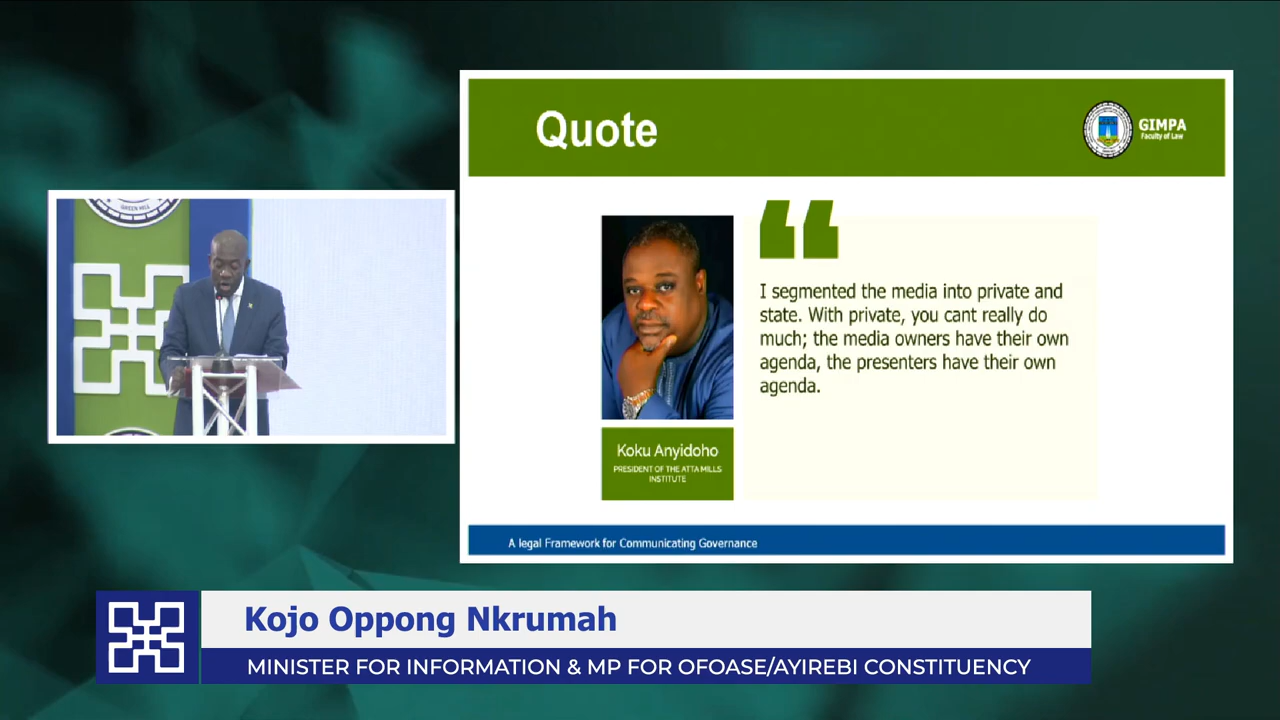 Quote
GIMPA
Faculty of Law
GREEN HILL
I segmented the media into private and
state. With private, you cant really do
much; the media owners have their own
agenda, the presenters have their own
agenda.
Koku Anyidoho
PRESIDENT OF THE ATTA MILLS
INSTITUTE
A legal Framework for Communicating Governance
Kojo Oppong Nkrumah
MINISTER FOR INFORMATION & MP FOR OFOASE/AYIREBI CONSTITUENCY